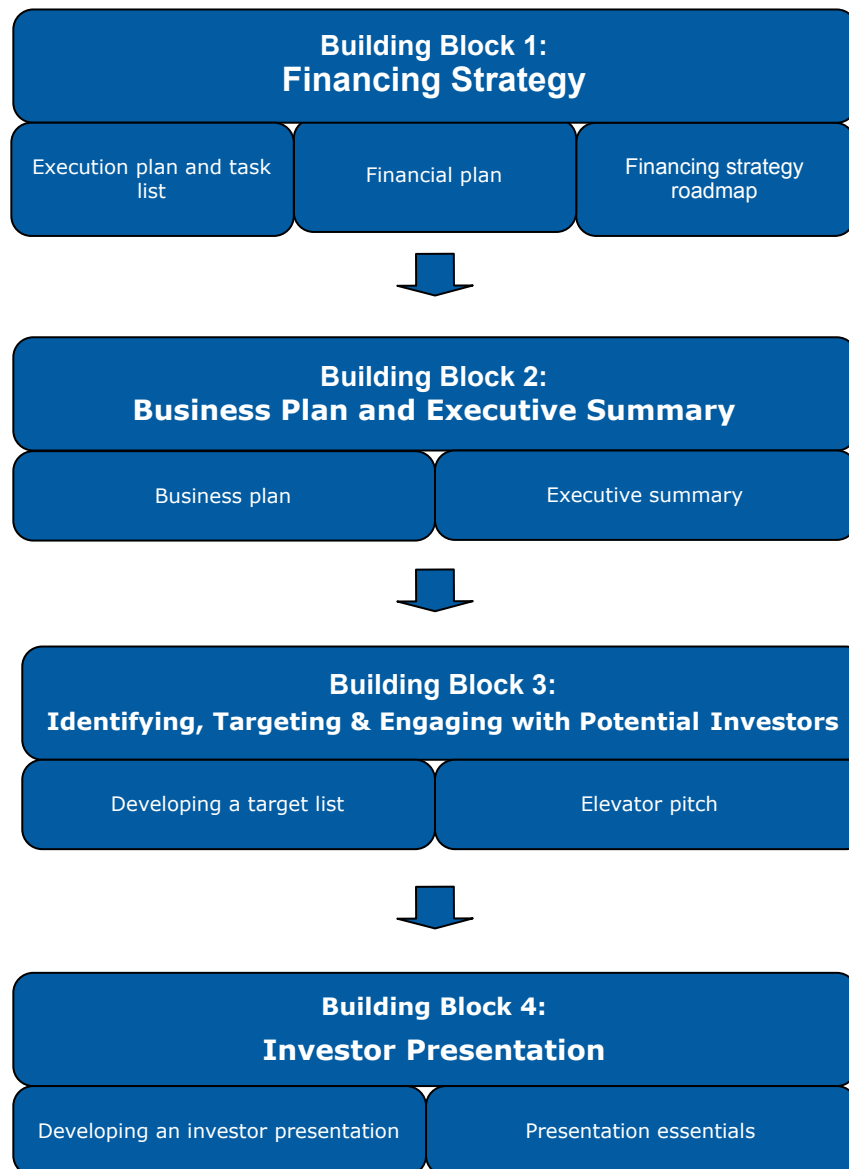 Building Block 1:
Financing Strategy
Execution plan and task
list
Financial plan
Financing strategy
roadmap
Building Block 2:
Business Plan and Executive Summary
Business plan
Executive summary
Building Block 3:
Identifying, Targeting & Engaging with Potential Investors
Developing a target list
Elevator pitch
Building Block 4:
Investor Presentation
Developing an investor presentation
Presentation essentials